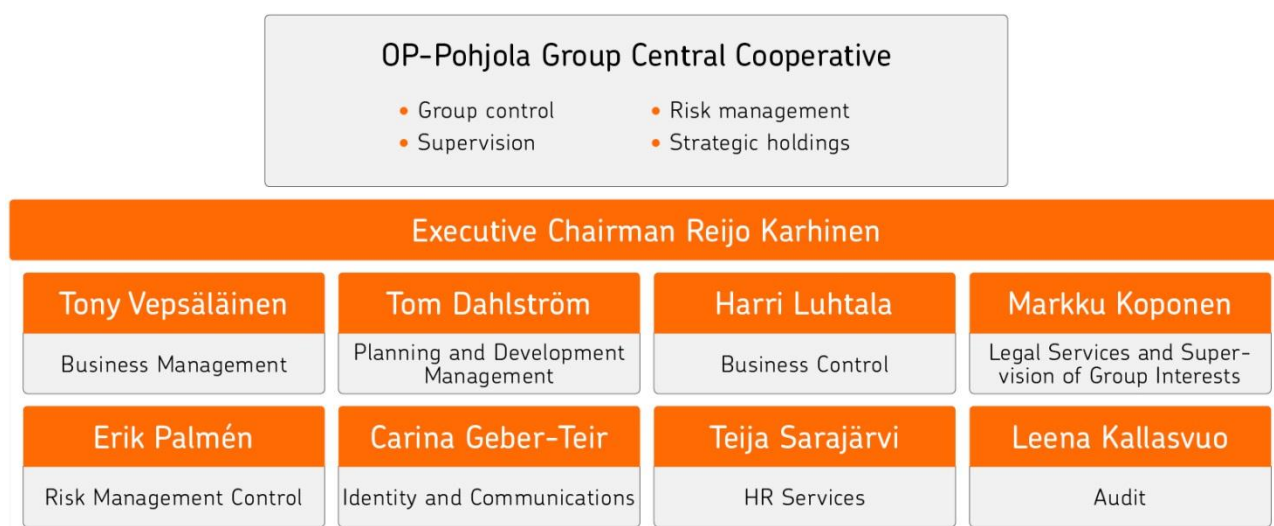 OP-Pohjola Group Central Cooperative
• Group control
• Risk management
• Supervision
• Strategic holdings
Executive Chairman Reijo Karhinen
Tony Vepsäläinen
Business Management
Tom Dahlström
Planning and Development
Management
Harri Luhtala
Business Control
Markku Koponen
Legal Services and Super-
vision of Group Interests
Erik Palmén
Risk Management Control
Carina Geber-Teir
Identity and Communications
Teija Sarajärvi
HR Services
Leena Kallasvuo
Audit